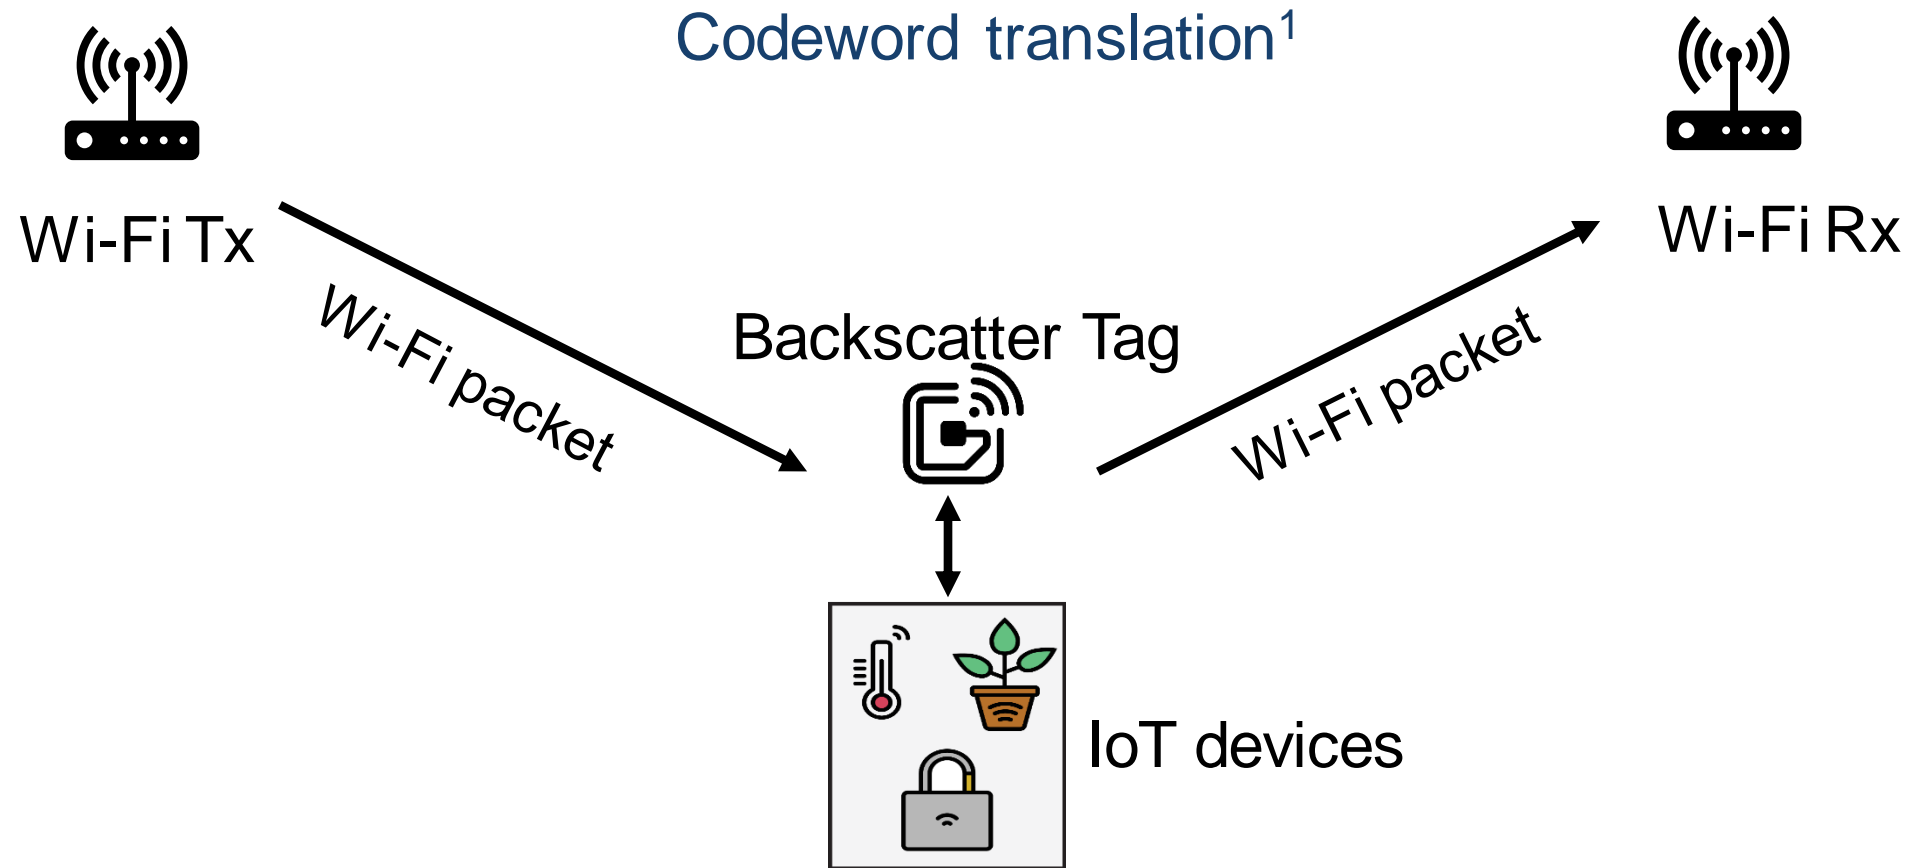 Codeword translation¹
Wi-Fi Tx
Wi-Fi Rx
Wi-Fi packet
Backscatter Tag
Wi-Fi packet
IoT devices